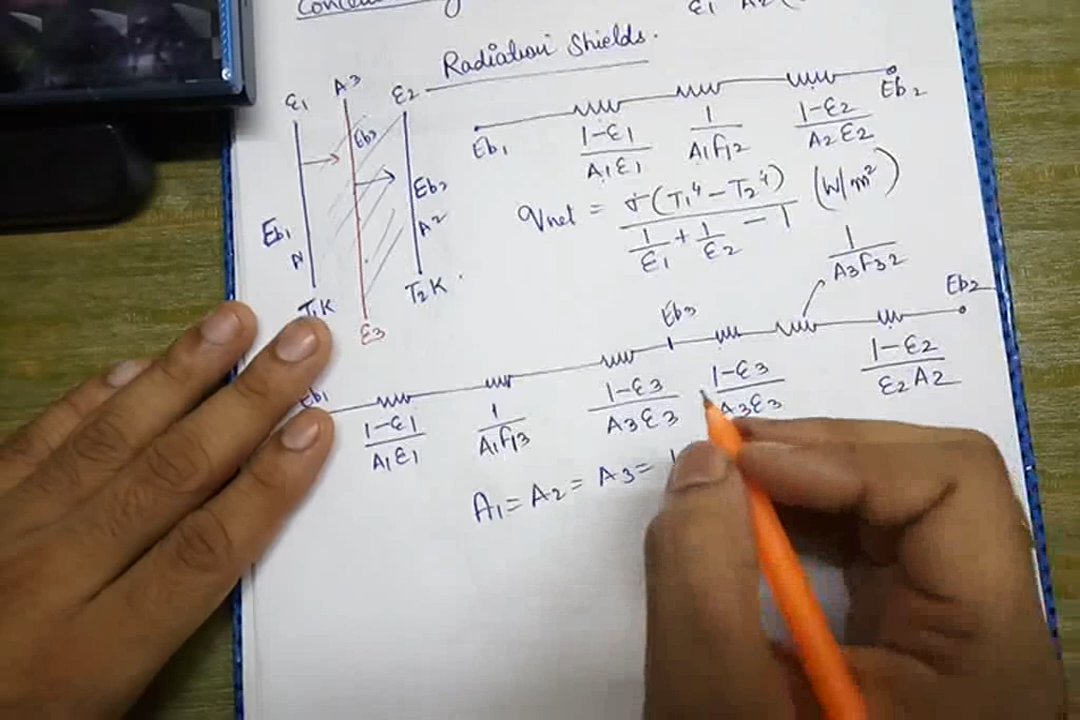 Radiation Shields.
ε1 A3 ε2
Eb1 1-ε1/A1ε1 1/A1F12 1-ε2/A2ε2 Eb2
Eb3
Eb1 Eb2 A2
T1K T2K
ε3
qnet = σ(T1⁴ - T2⁴) / 1/ε1 + 1/ε2 - 1 (W/m²)
1/A3F32
Eb1 1-ε1/A1ε1 1/A1F13 1-ε3/A3ε3 Eb3 1-ε3/A3ε3 1-ε2/ε2A2 Eb2
A1 = A2 = A3 = 1